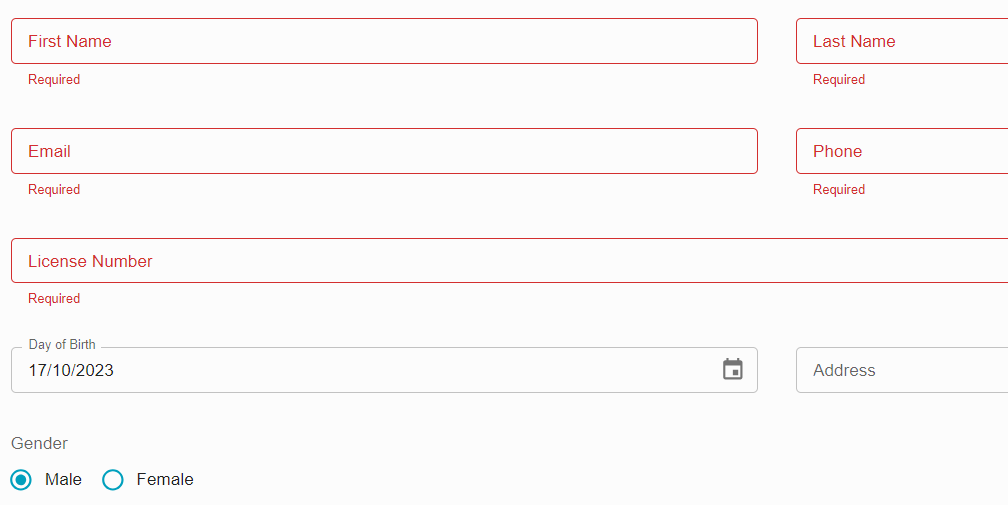 First Name
Last Name
Required
Required
Email
Phone
Required
Required
License Number
Required
Day of Birth
17/10/2023
Address
Gender
Male
Female